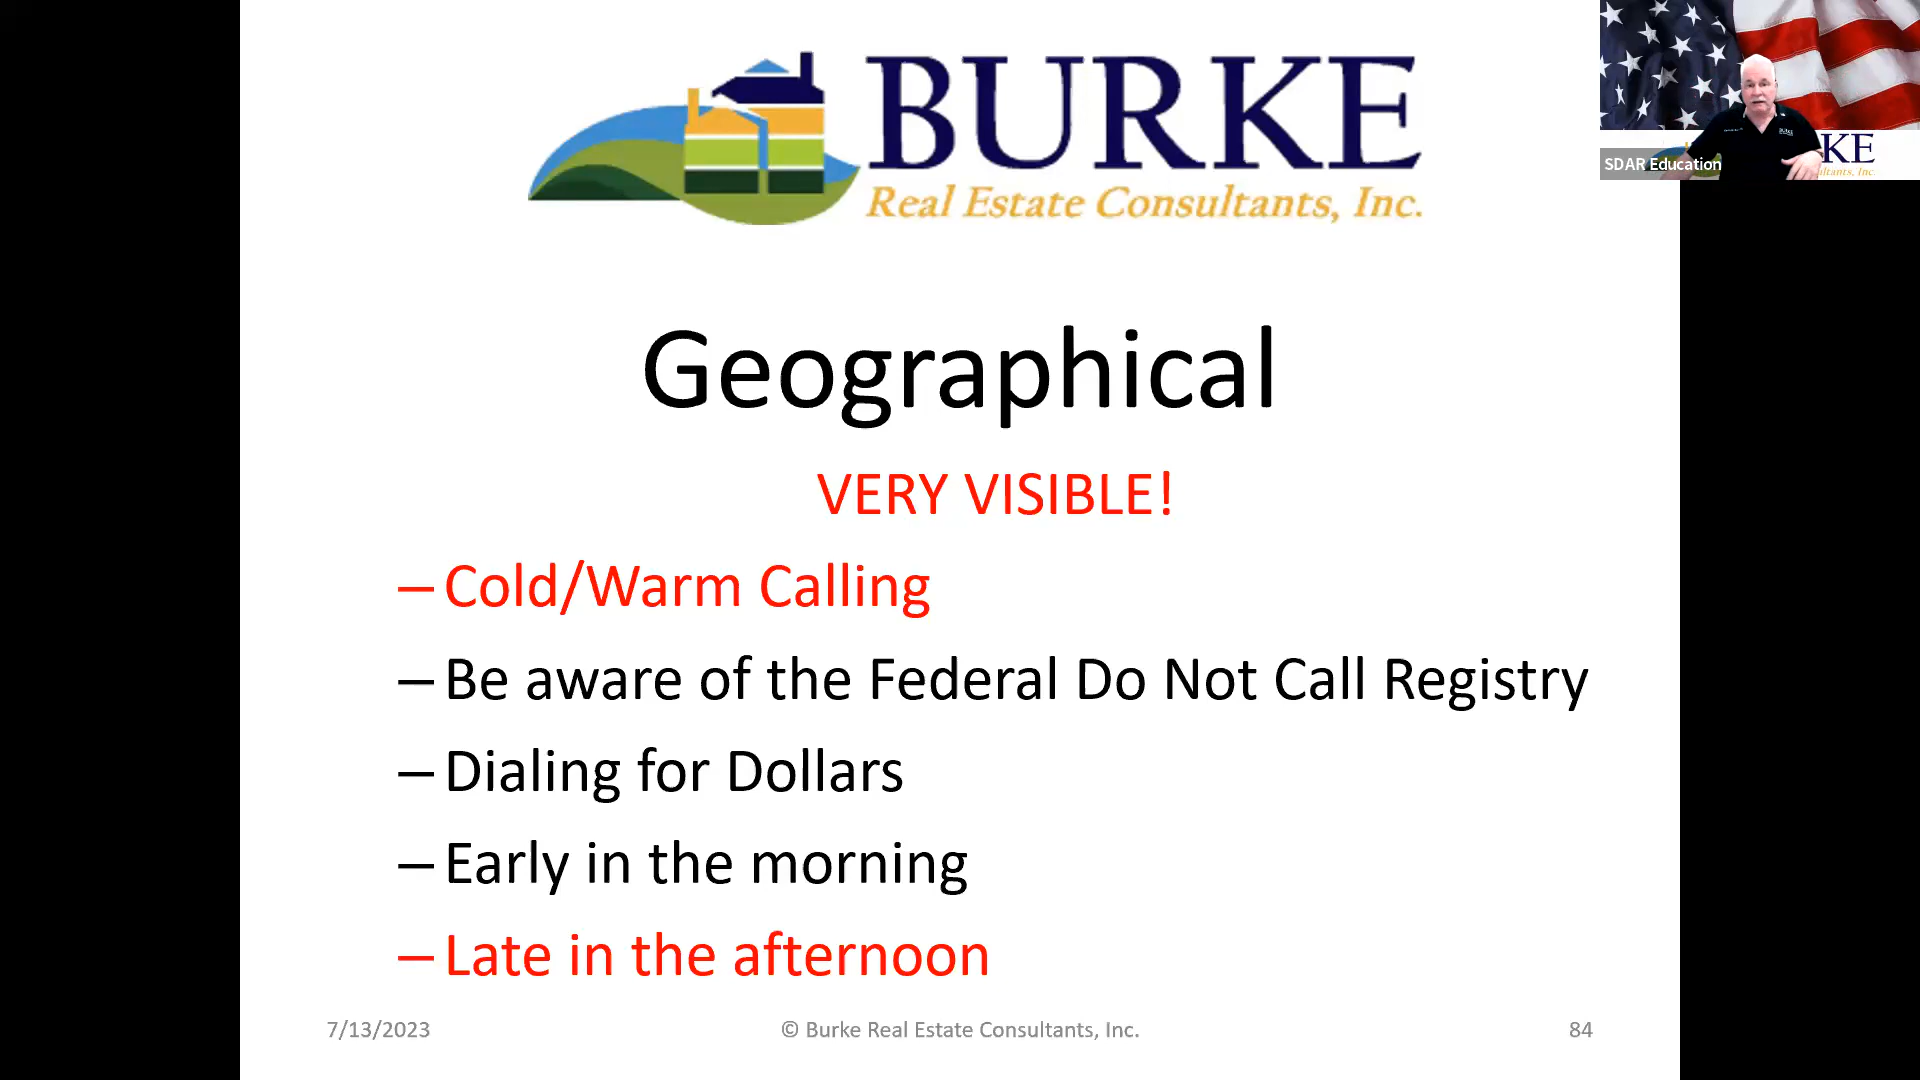 BURKE
Real Estate Consultants, Inc.
SDAR Education
KE
Geographical
VERY VISIBLE!
– Cold/Warm Calling
– Be aware of the Federal Do Not Call Registry
– Dialing for Dollars
– Early in the morning
– Late in the afternoon
7/13/2023
© Burke Real Estate Consultants, Inc.
84